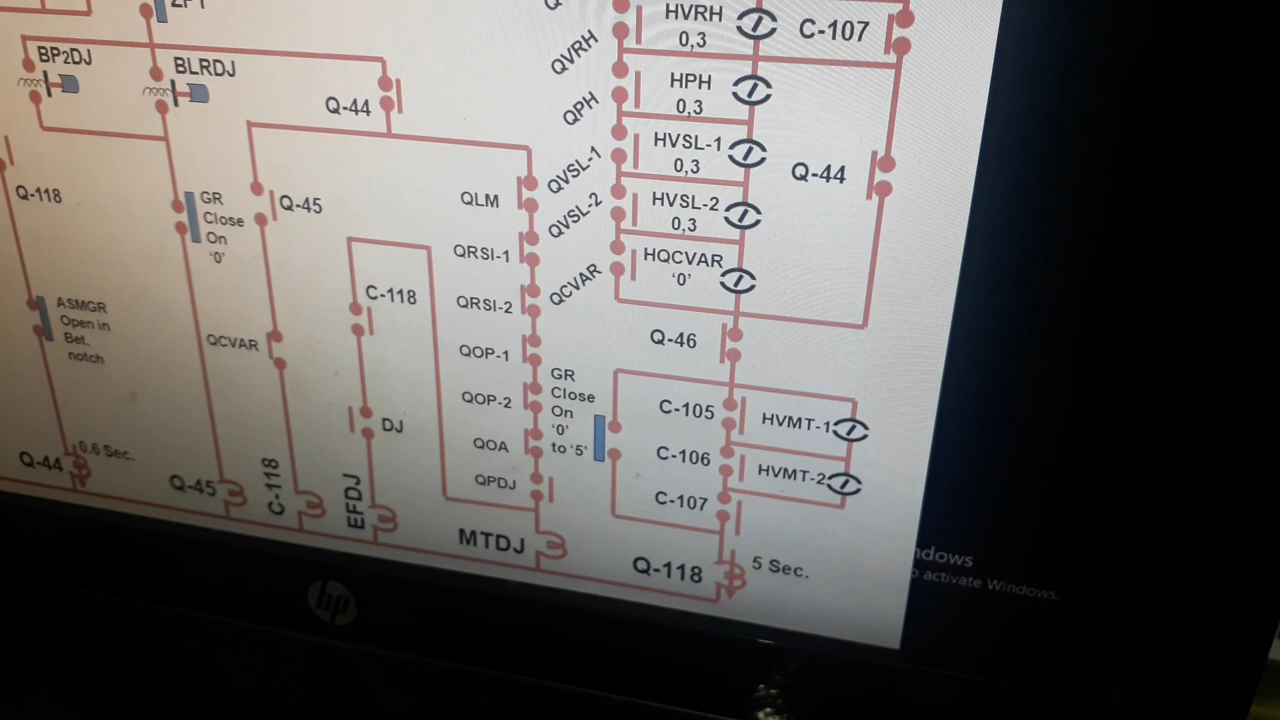 BP2DJ
BLRDJ
Q-44
Q-118
GR
Close
On
'0'
Q-45
ASMGR
Open in
Bet.
notch
QCVAR
C-118
DJ
0.6 Sec.
Q-44
Q-45
C-118
EFDJ
MTDJ
QLM
QRSI-1
QRSI-2
QOP-1
QOP-2
QOA
QPDJ
HVRH
0,3
C-107
QVRH
HPH
0,3
QPH
HVSL-1
0,3
QVSL-1
Q-44
HVSL-2
0,3
QVSL-2
HQCVAR
'0'
QCVAR
Q-46
GR
Close
On
'0'
to '5'
C-105
HVMT-1
C-106
HVMT-2
C-107
Q-118
5 Sec.
hp
activate Windows.